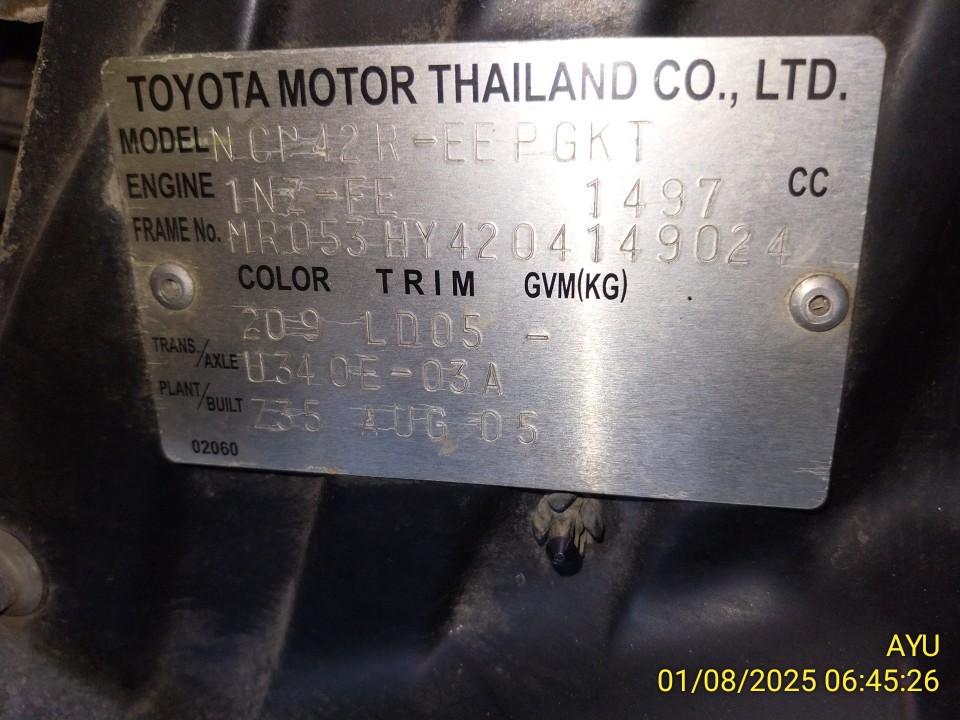 TOYOTA MOTOR THAILAND CO., LTD.
MODEL NCP42R-EEPGKT
ENGINE 1NZ-FE 1497 CC
FRAME No. MR053HY4204149024
COLOR TRIM GVM(KG)
209 LD05 -
TRANS./AXLE U340E-03A
PLANT/BUILT Z35 AUG 05
02060
AYU
01/08/2025 06:45:26